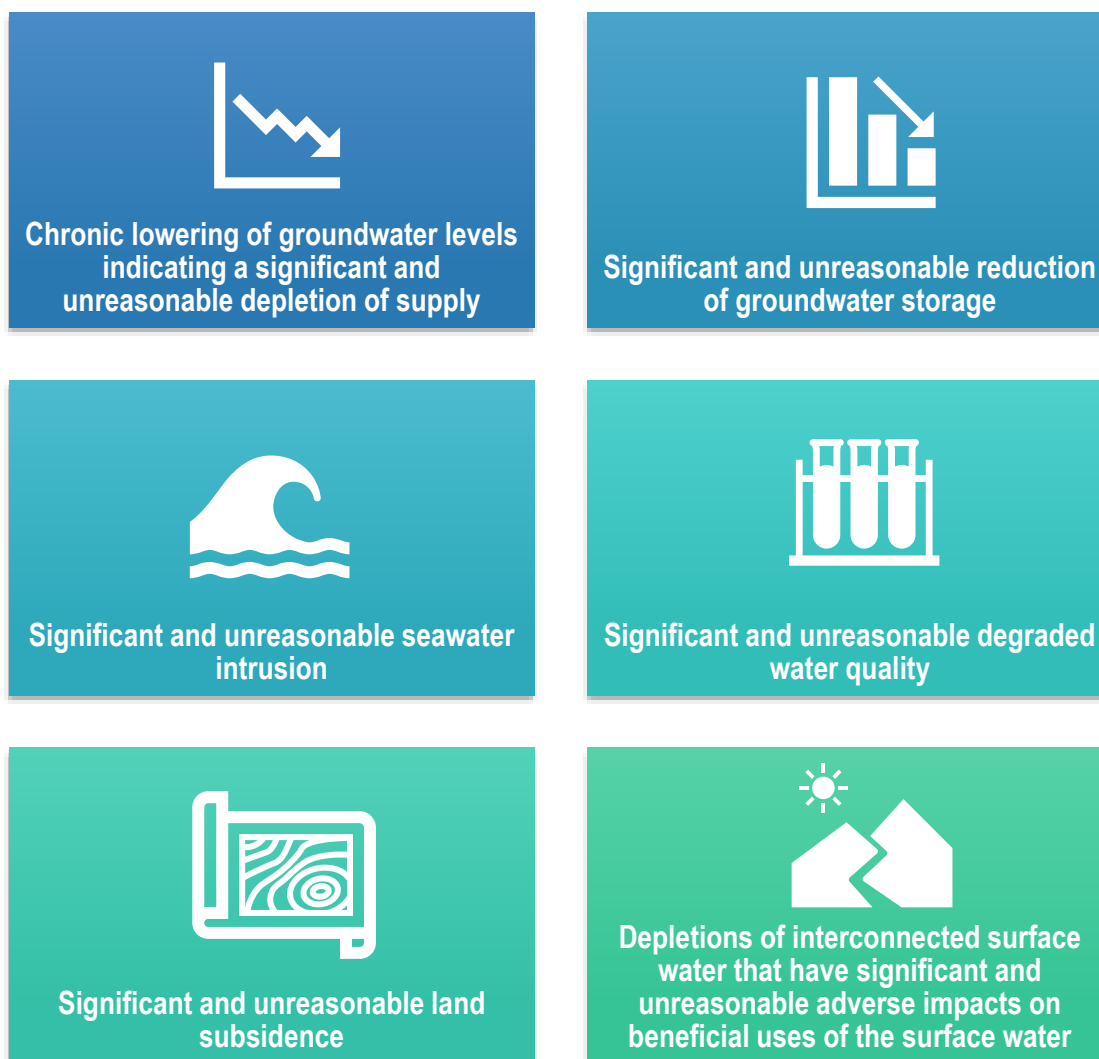 Chronic lowering of groundwater levels
indicating a significant and
unreasonable depletion of supply
Significant and unreasonable reduction
of groundwater storage
Significant and unreasonable seawater
intrusion
Significant and unreasonable degraded
water quality
Significant and unreasonable land
subsidence
Depletions of interconnected surface
water that have significant and
unreasonable adverse impacts on
beneficial uses of the surface water